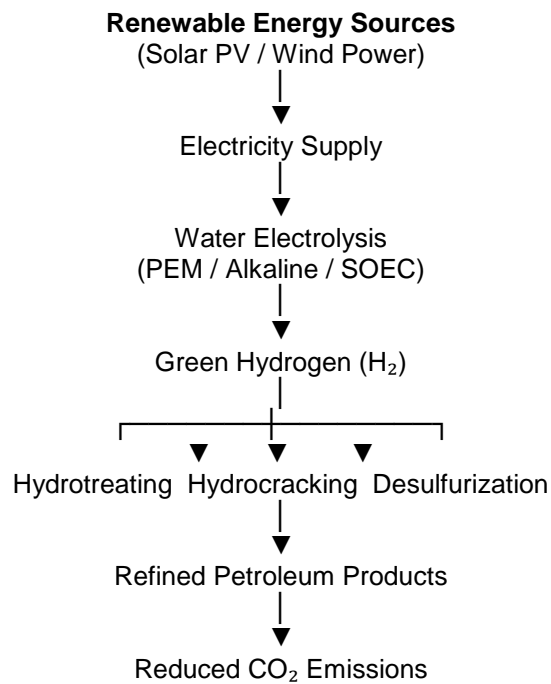 Renewable Energy Sources
(Solar PV / Wind Power)
Electricity Supply
Water Electrolysis
(PEM / Alkaline / SOEC)
Green Hydrogen (H₂)
Hydrotreating Hydrocracking Desulfurization
Refined Petroleum Products
Reduced CO₂ Emissions